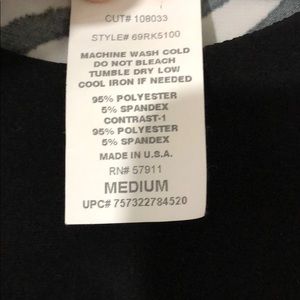 CUT# 108033
STYLE# 69RK5100
MACHINE WASH COLD
DO NOT BLEACH
TUMBLE DRY LOW
COOL IRON IF NEEDED
95% POLYESTER
5% SPANDEX
CONTRAST-1
95% POLYESTER
5% SPANDEX
MADE IN U.S.A.
RN# 57911
MEDIUM
UPC# 757322784520